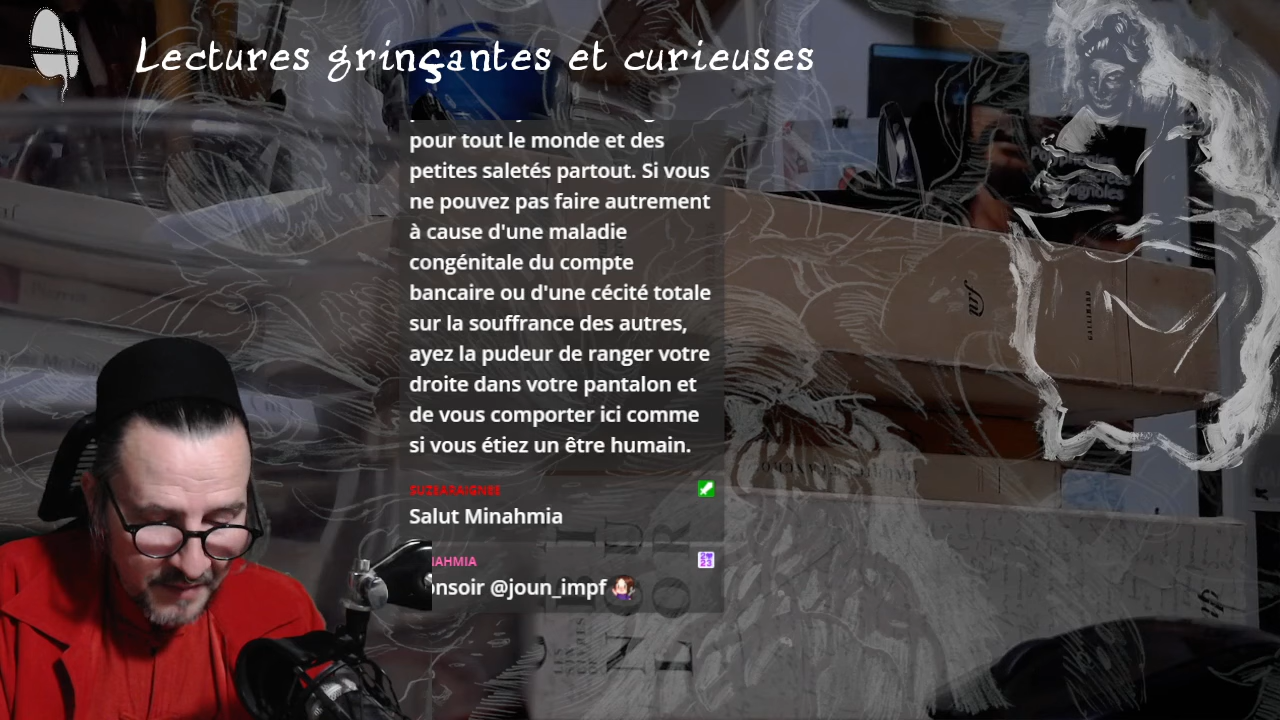 Lectures grinçantes et curieuses
pour tout le monde et des
petites saletés partout. Si vous
ne pouvez pas faire autrement
à cause d'une maladie
congénitale du compte
bancaire ou d'une cécité totale
sur la souffrance des autres,
ayez la pudeur de ranger votre
droite dans votre pantalon et
de vous comporter ici comme
si vous étiez un être humain.
SUZEARAIGNEE
Salut Minahmia
AHMIA
onsoir @joun_impf
nrf
GALLIMARD